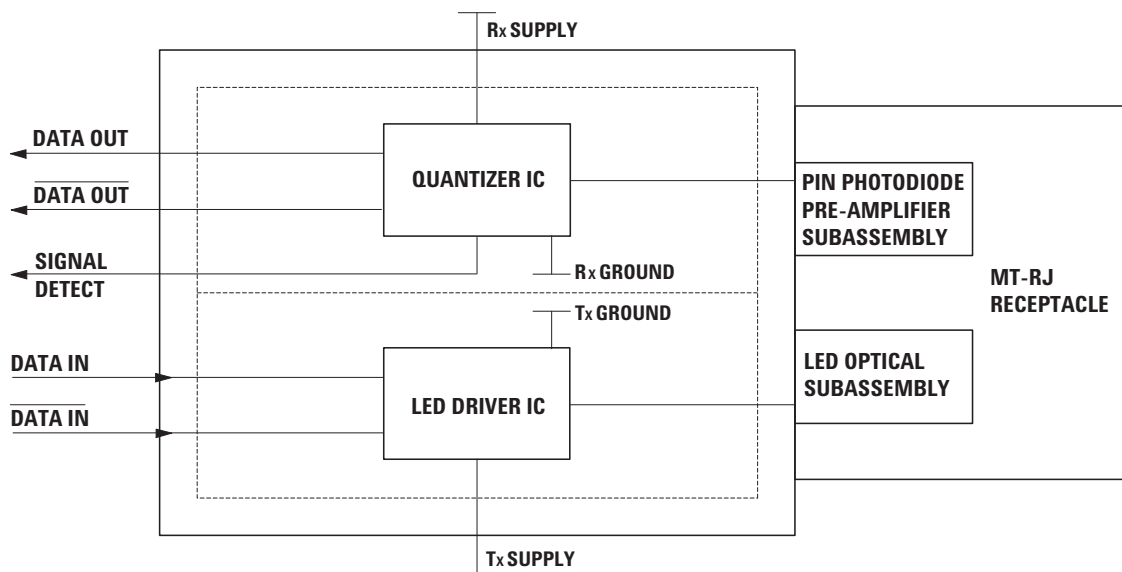 Rx SUPPLY
DATA OUT
QUANTIZER IC
DATA OUT
PIN PHOTODIODE
PRE-AMPLIFIER
SUBASSEMBLY
SIGNAL
DETECT
Rx GROUND
MT-RJ
RECEPTACLE
Tx GROUND
DATA IN
LED OPTICAL
SUBASSEMBLY
LED DRIVER IC
DATA IN
Tx SUPPLY